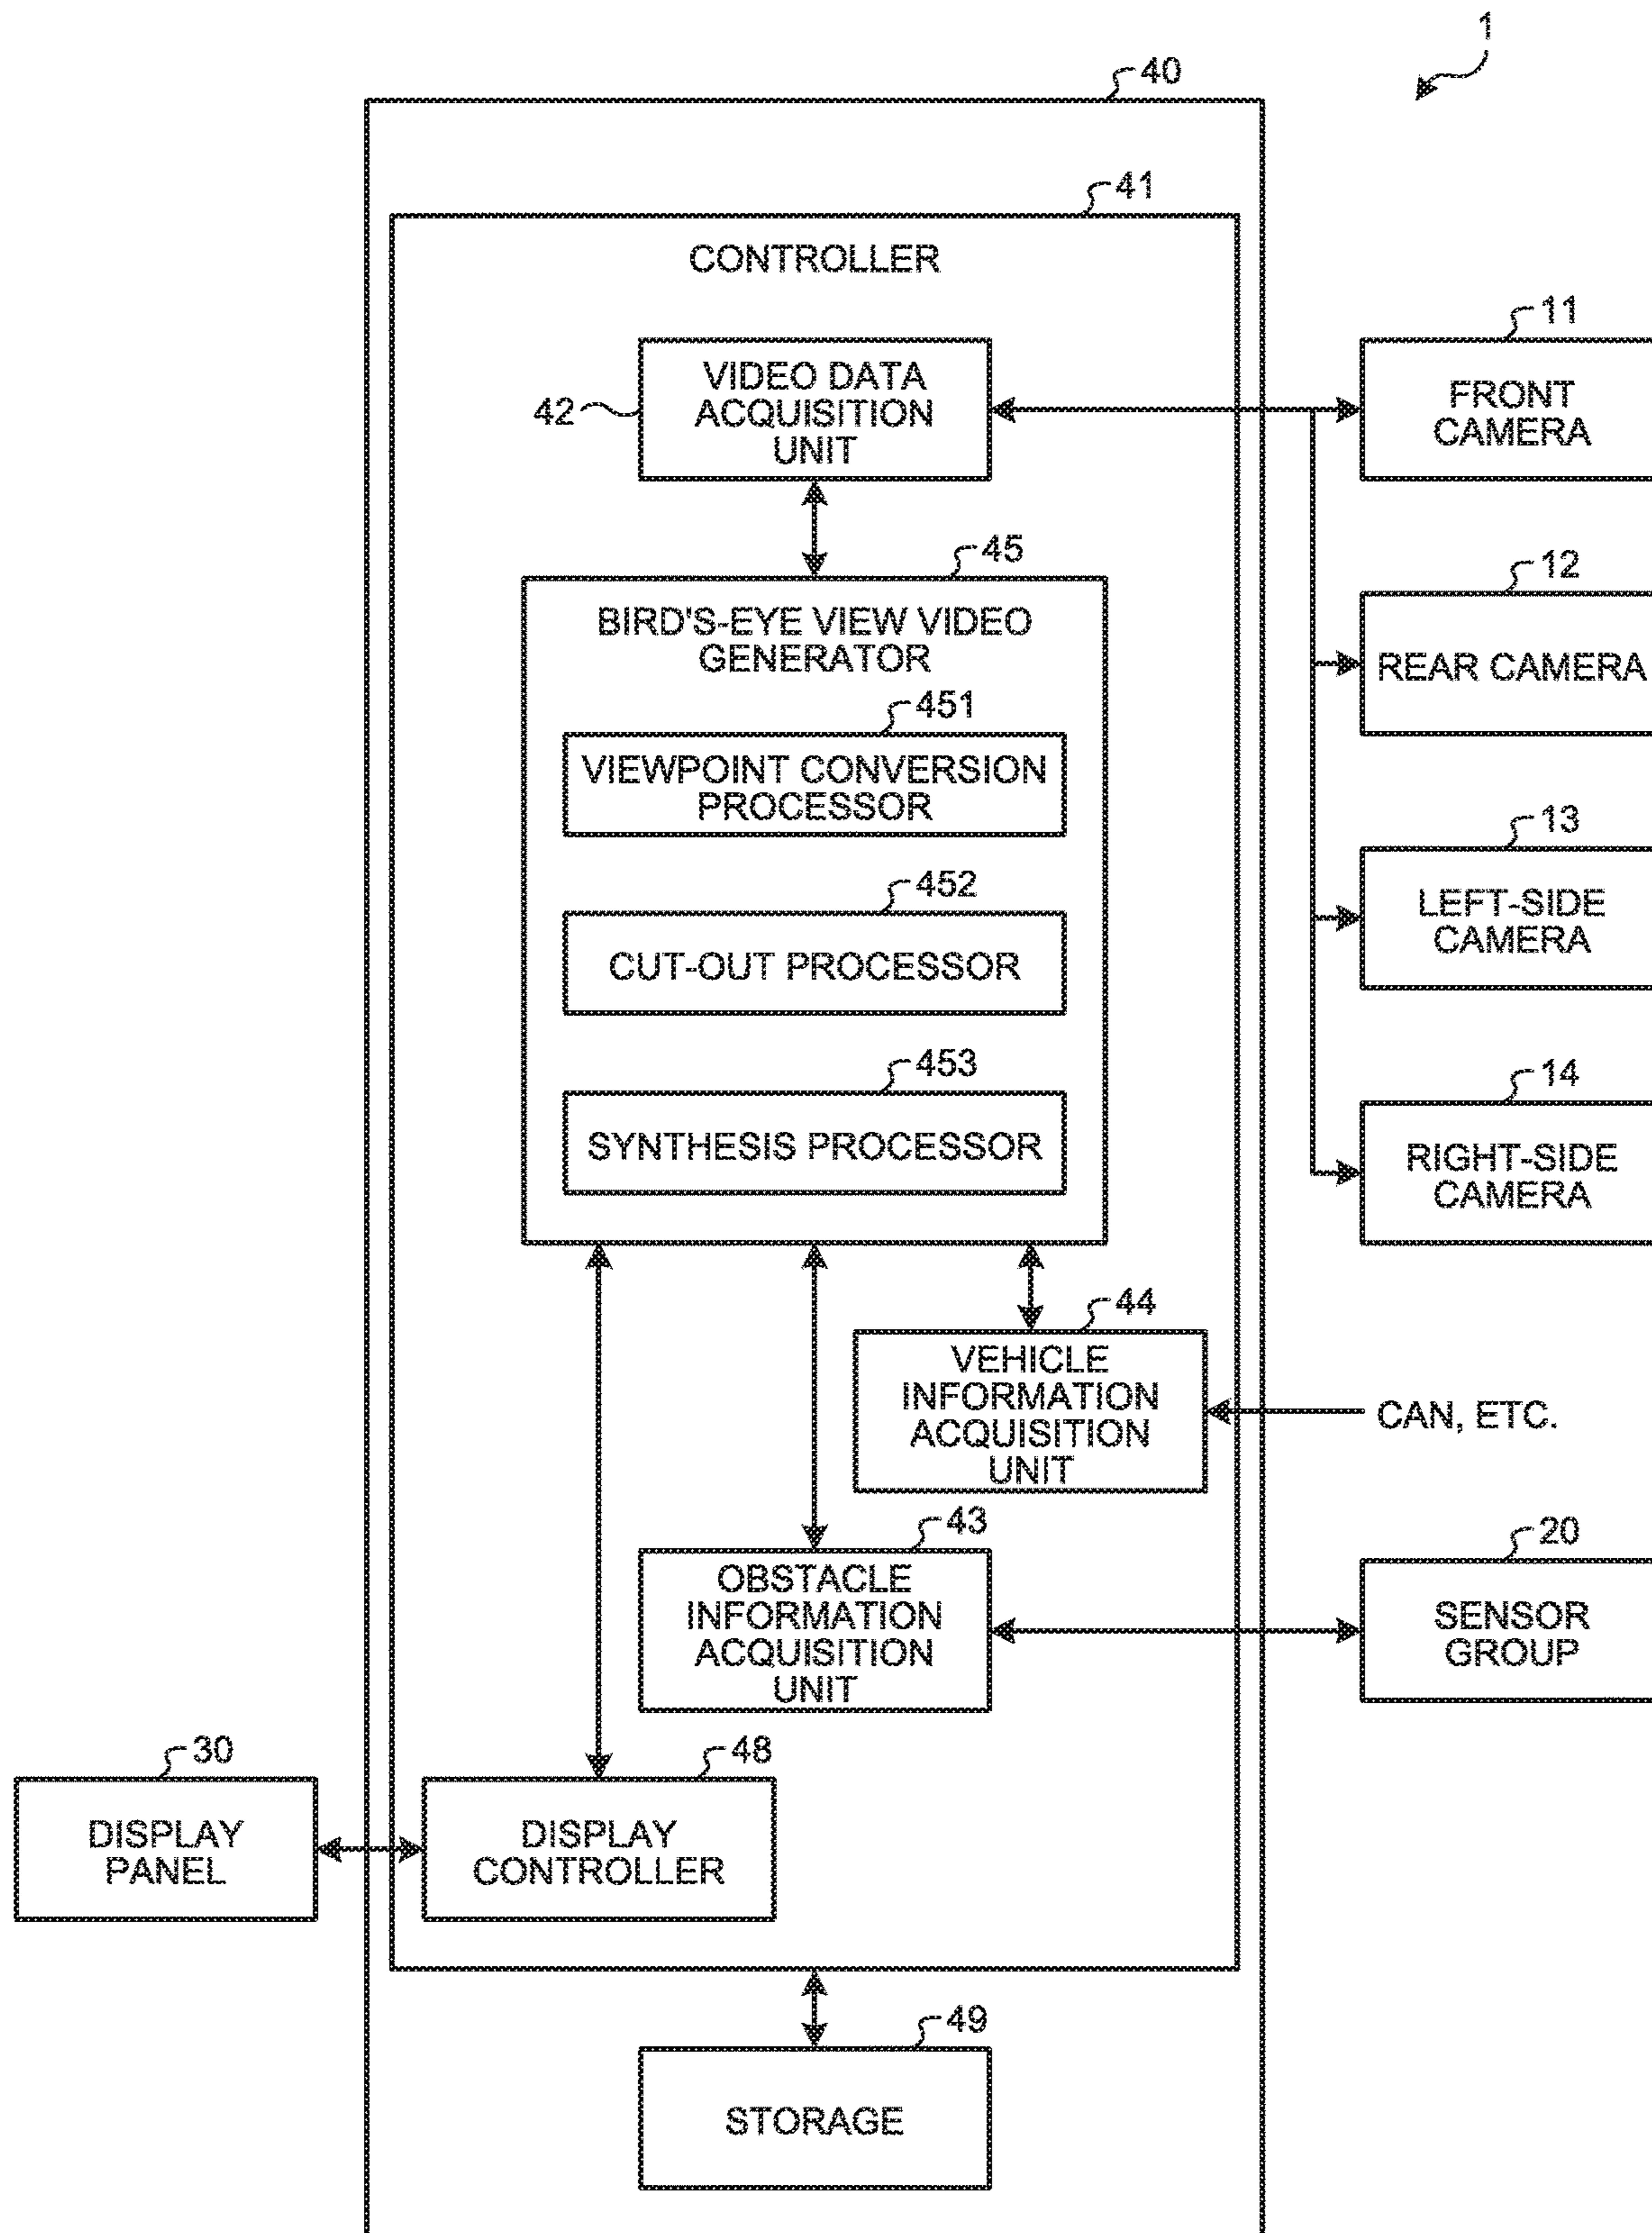 1
40
41
CONTROLLER
11
42
VIDEO DATA
ACQUISITION
UNIT
FRONT
CAMERA
45
12
BIRD'S-EYE VIEW VIDEO
GENERATOR
REAR CAMERA
451
VIEWPOINT CONVERSION
PROCESSOR
13
LEFT-SIDE
CAMERA
452
CUT-OUT PROCESSOR
453
14
SYNTHESIS PROCESSOR
RIGHT-SIDE
CAMERA
44
VEHICLE
INFORMATION
ACQUISITION
UNIT
CAN, ETC.
43
20
OBSTACLE
INFORMATION
ACQUISITION
UNIT
SENSOR
GROUP
30
48
DISPLAY
PANEL
DISPLAY
CONTROLLER
49
STORAGE